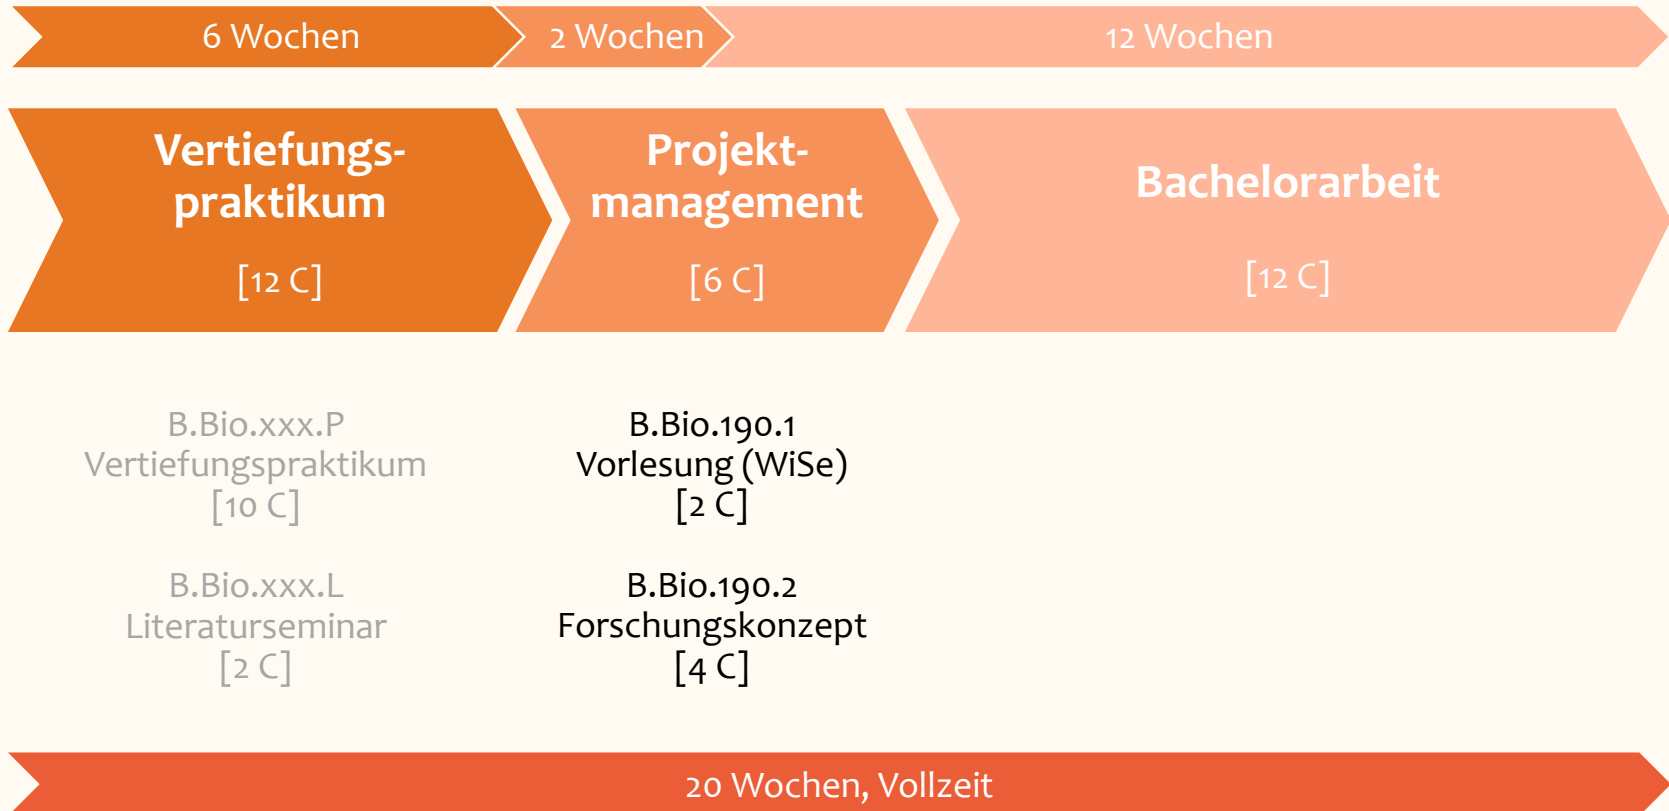 6 Wochen
2 Wochen
12 Wochen
Vertiefungs-
praktikum
[12 C]
Projekt-
management
[6 C]
Bachelorarbeit
[12 C]
B.Bio.xxx.P
Vertiefungspraktikum
[10 C]
B.Bio.xxx.L
Literaturseminar
[2 C]
B.Bio.190.1
Vorlesung (WiSe)
[2 C]
B.Bio.190.2
Forschungskonzept
[4 C]
20 Wochen, Vollzeit